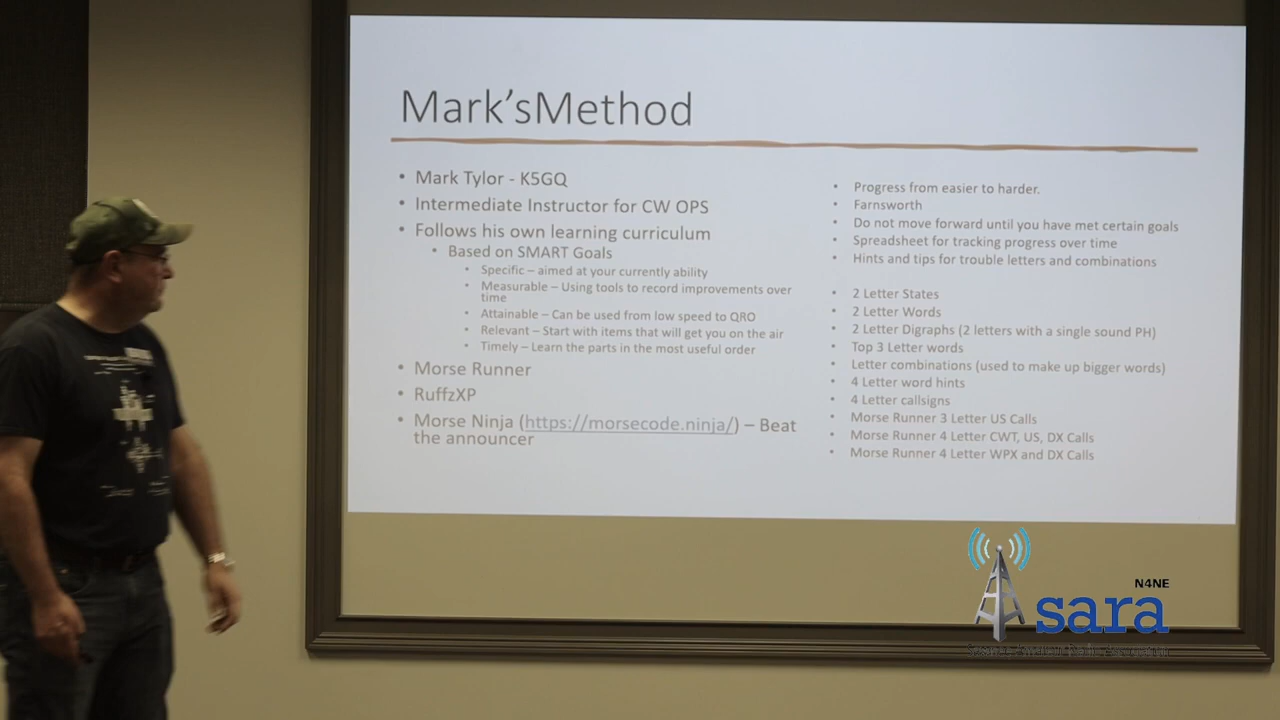 Mark'sMethod
Mark Tylor - K5GQ
Intermediate Instructor for CW OPS
Follows his own learning curriculum
Based on SMART Goals
Specific – aimed at your currently ability
Measurable – Using tools to record improvements over
time
Attainable – Can be used from low speed to QRO
Relevant – Start with items that will get you on the air
Timely – Learn the parts in the most useful order
Morse Runner
RuffzXP
Morse Ninja (https://morsecode.ninja/) – Beat
the announcer
Progress from easier to harder.
Farnsworth
Do not move forward until you have met certain goals
Spreadsheet for tracking progress over time
Hints and tips for trouble letters and combinations
2 Letter States
2 Letter Words
2 Letter Digraphs (2 letters with a single sound PH)
Top 3 Letter words
Letter combinations (used to make up bigger words)
4 Letter word hints
4 Letter callsigns
Morse Runner 3 Letter US Calls
Morse Runner 4 Letter CWT, US, DX Calls
Morse Runner 4 Letter WPX and DX Calls
N4NE
sara